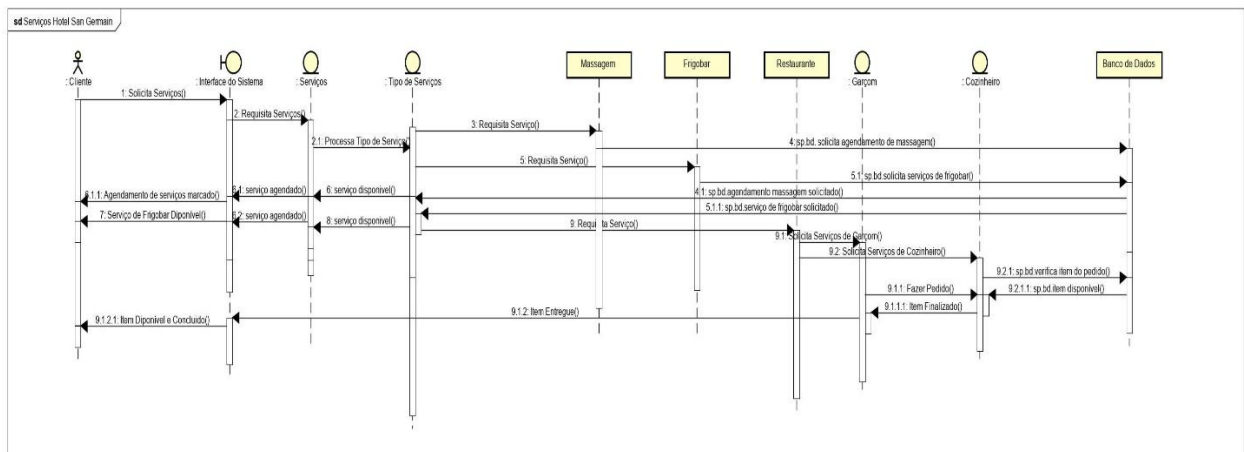 sd Serviços Hotel San Germain
: Cliente
: Interface do Sistema
: Serviços
: Tipo de Serviços
Massagem
Frigobar
Restaurante
: Garçom
: Cozinheiro
Banco de Dados
1: Solicita Serviços()
2: Requisita Serviços()
2.1: Processa Tipo de Serviço()
3: Requisita Serviço()
4: sp.bd. solicita agendamento de massagem()
5: Requisita Serviço()
5.1: sp.bd.solicita serviços de frigobar()
6.1.1: Agendamento de serviços marcado()
6.1: serviço agendado()
6: serviço disponivel()
4.1: sp.bd.agendamento massagem solicitado()
5.1.1: sp.bd.serviço de frigobar solicitado()
7: Serviço de Frigobar Diponível()
6.2: serviço agendado()
8: serviço disponivel()
9: Requisita Serviço()
9.1: Solicita Serviços de Garçom()
9.2: Solicita Serviços de Cozinheiro()
9.2.1: sp.bd.verifica item do pedido()
9.1.1: Fazer Pedido()
9.2.1.1: sp.bd.item disponível()
9.1.1.1: Item Finalizado()
9.1.2: Item Entregue()
9.1.2.1: Item Diponível e Concluido()